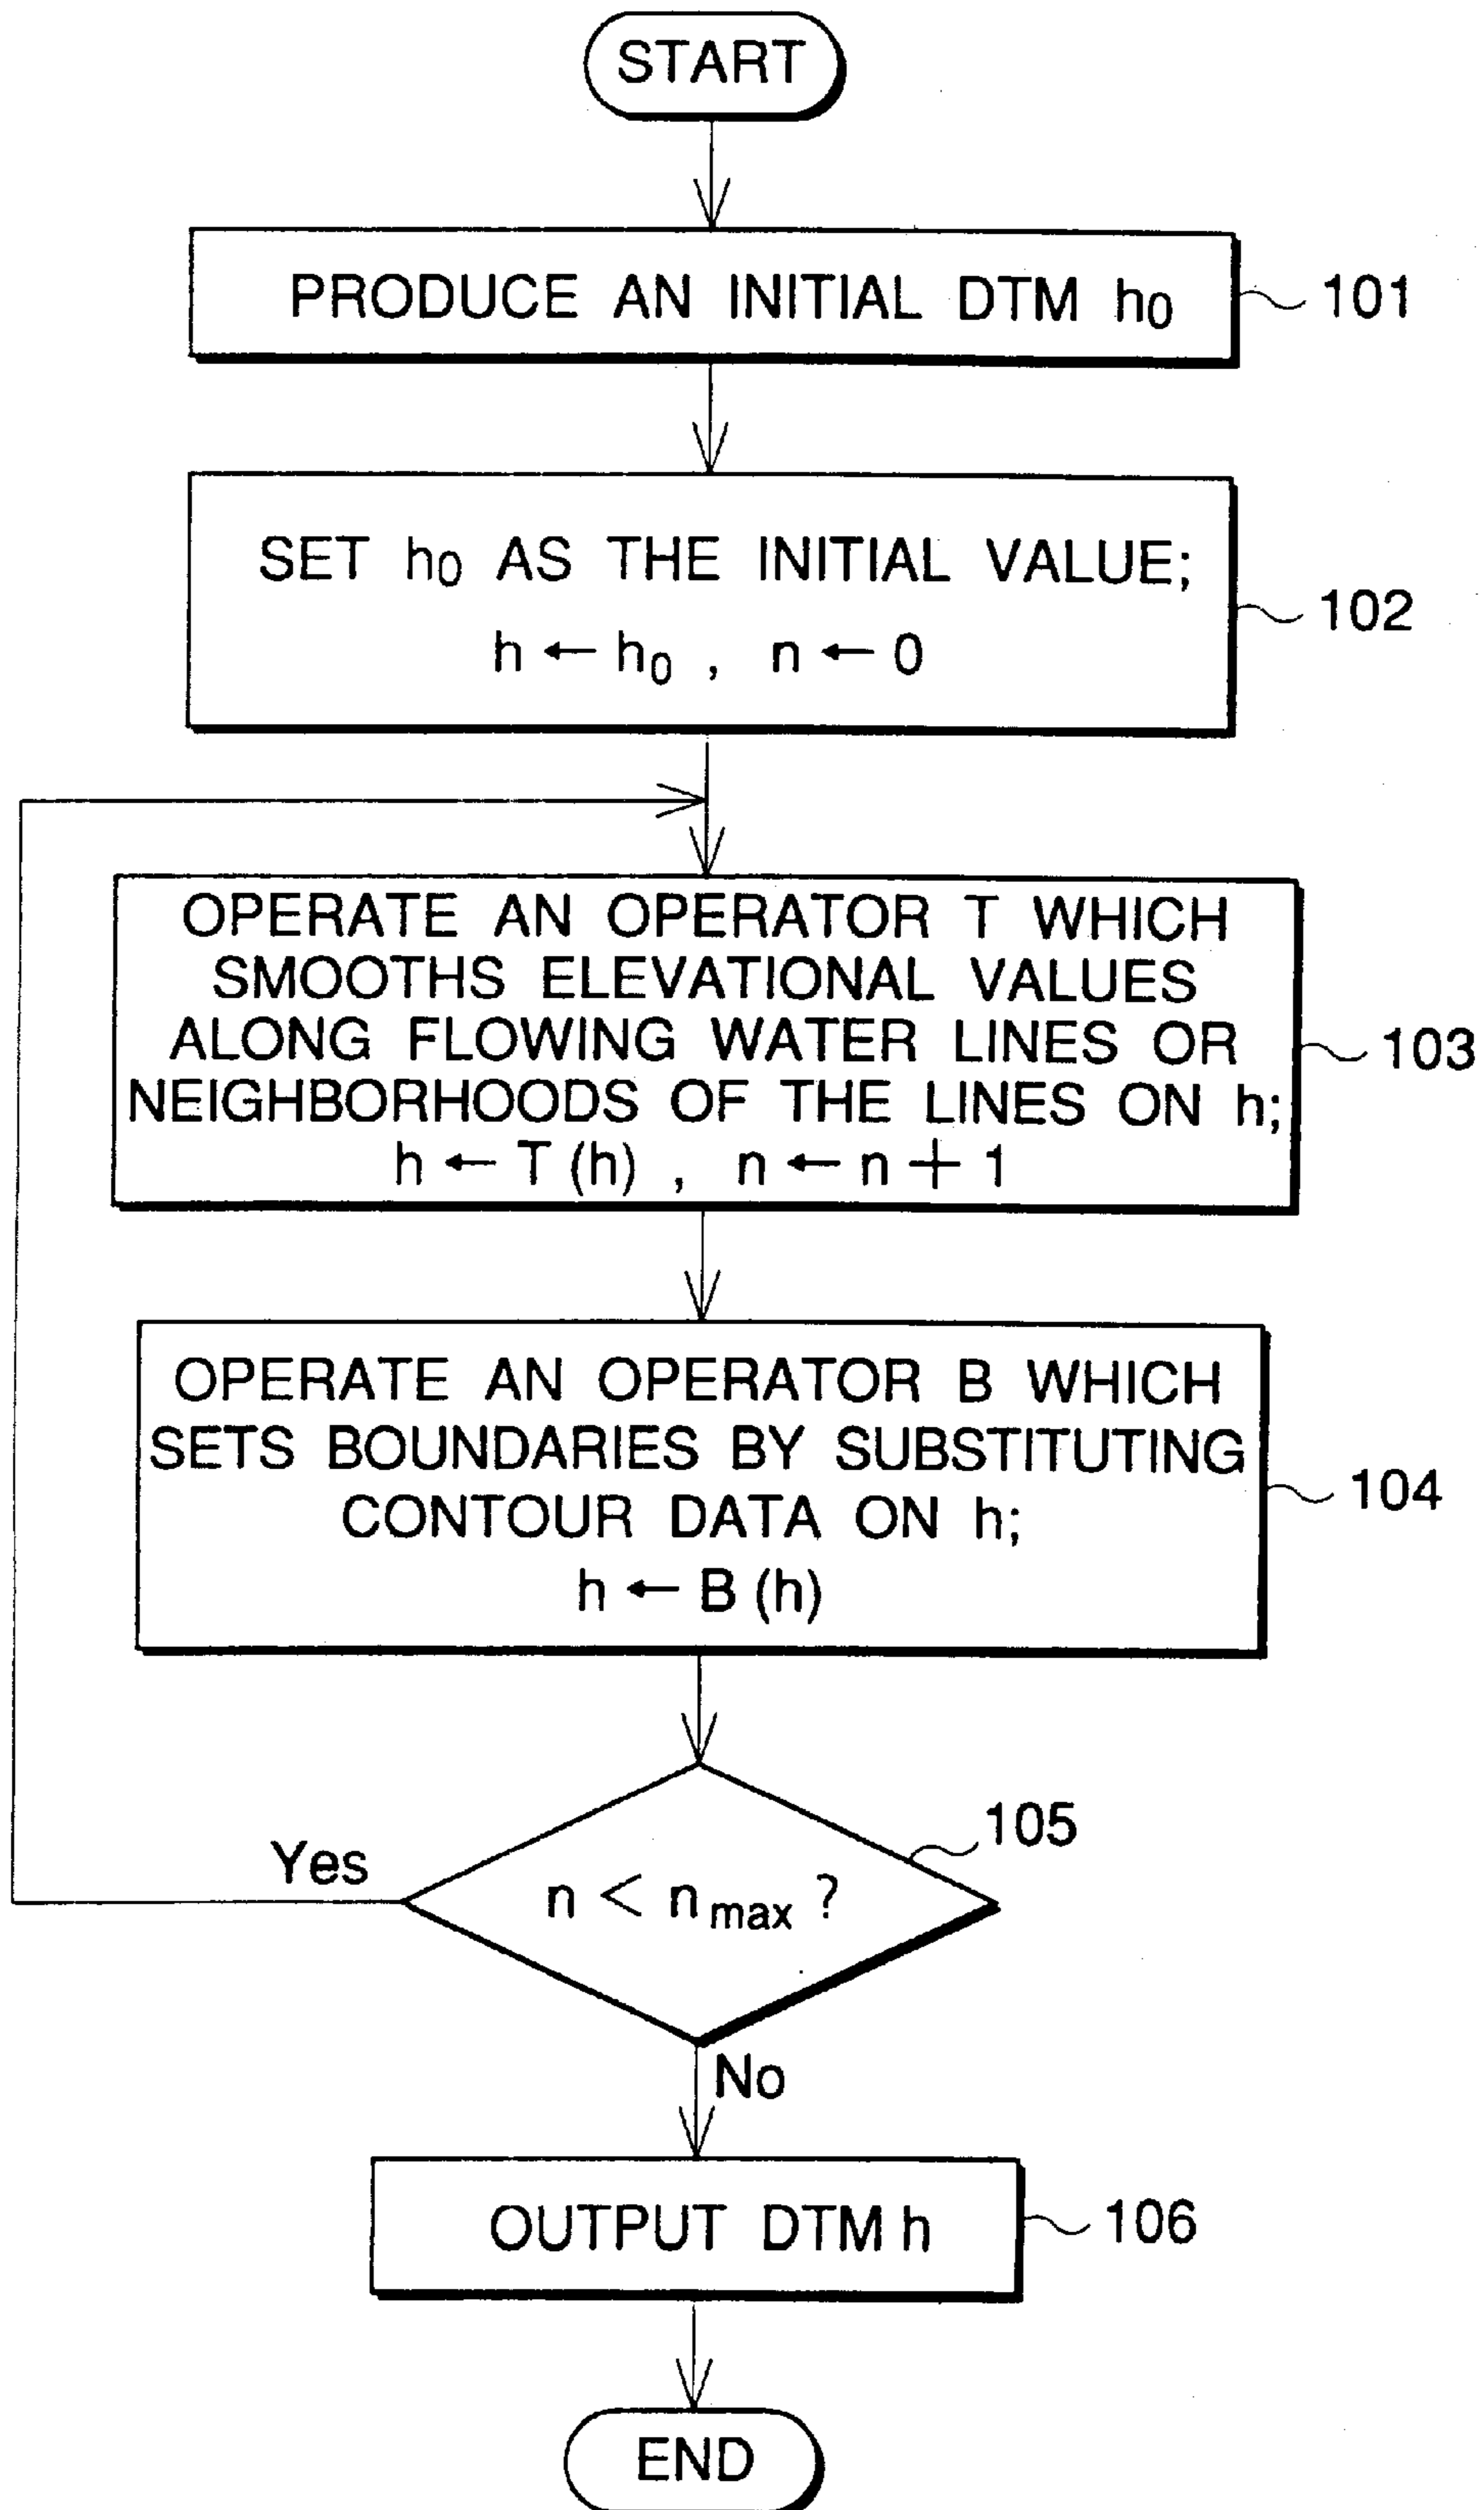 START
PRODUCE AN INITIAL DTM h0
101
SET h0 AS THE INITIAL VALUE;
h ← h0 , n ← 0
102
OPERATE AN OPERATOR T WHICH
SMOOTHS ELEVATIONAL VALUES
ALONG FLOWING WATER LINES OR
NEIGHBORHOODS OF THE LINES ON h;
h ← T (h) , n ← n + 1
103
OPERATE AN OPERATOR B WHICH
SETS BOUNDARIES BY SUBSTITUTING
CONTOUR DATA ON h;
h ← B (h)
104
105
Yes
n < nmax ?
No
OUTPUT DTM h
106
END